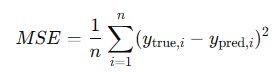 MSE = \frac{1}{n} \sum_{i=1}^{n} (y_{\text{true},i} - y_{\text{pred},i})^2